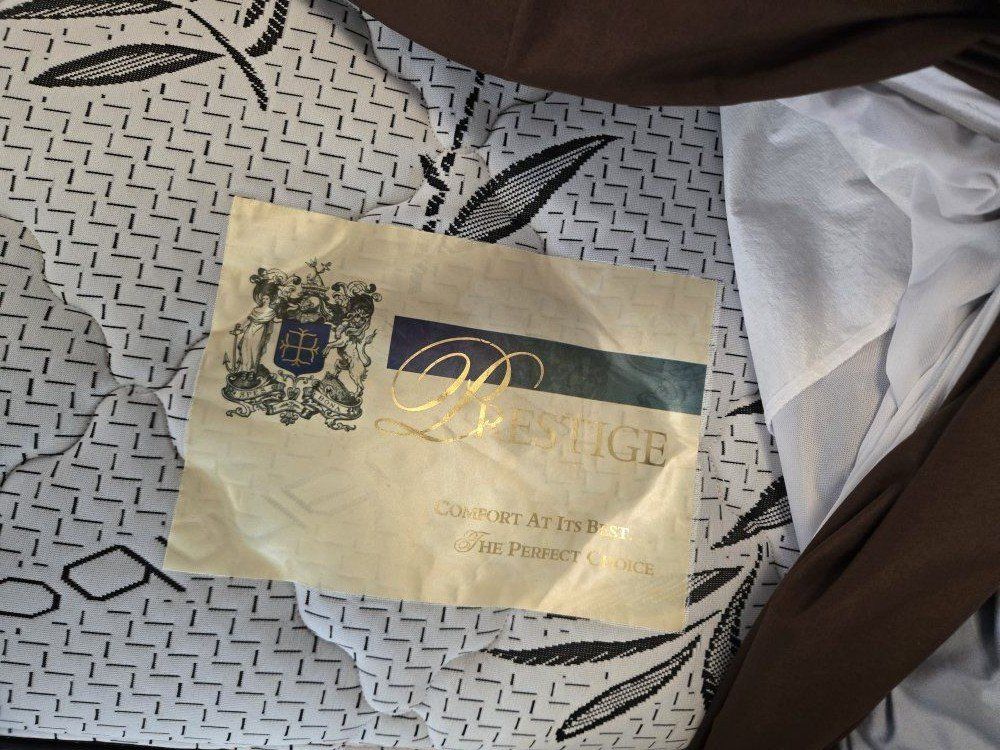 PRESTIGE
COMFORT AT ITS BEST.
THE PERFECT CHOICE